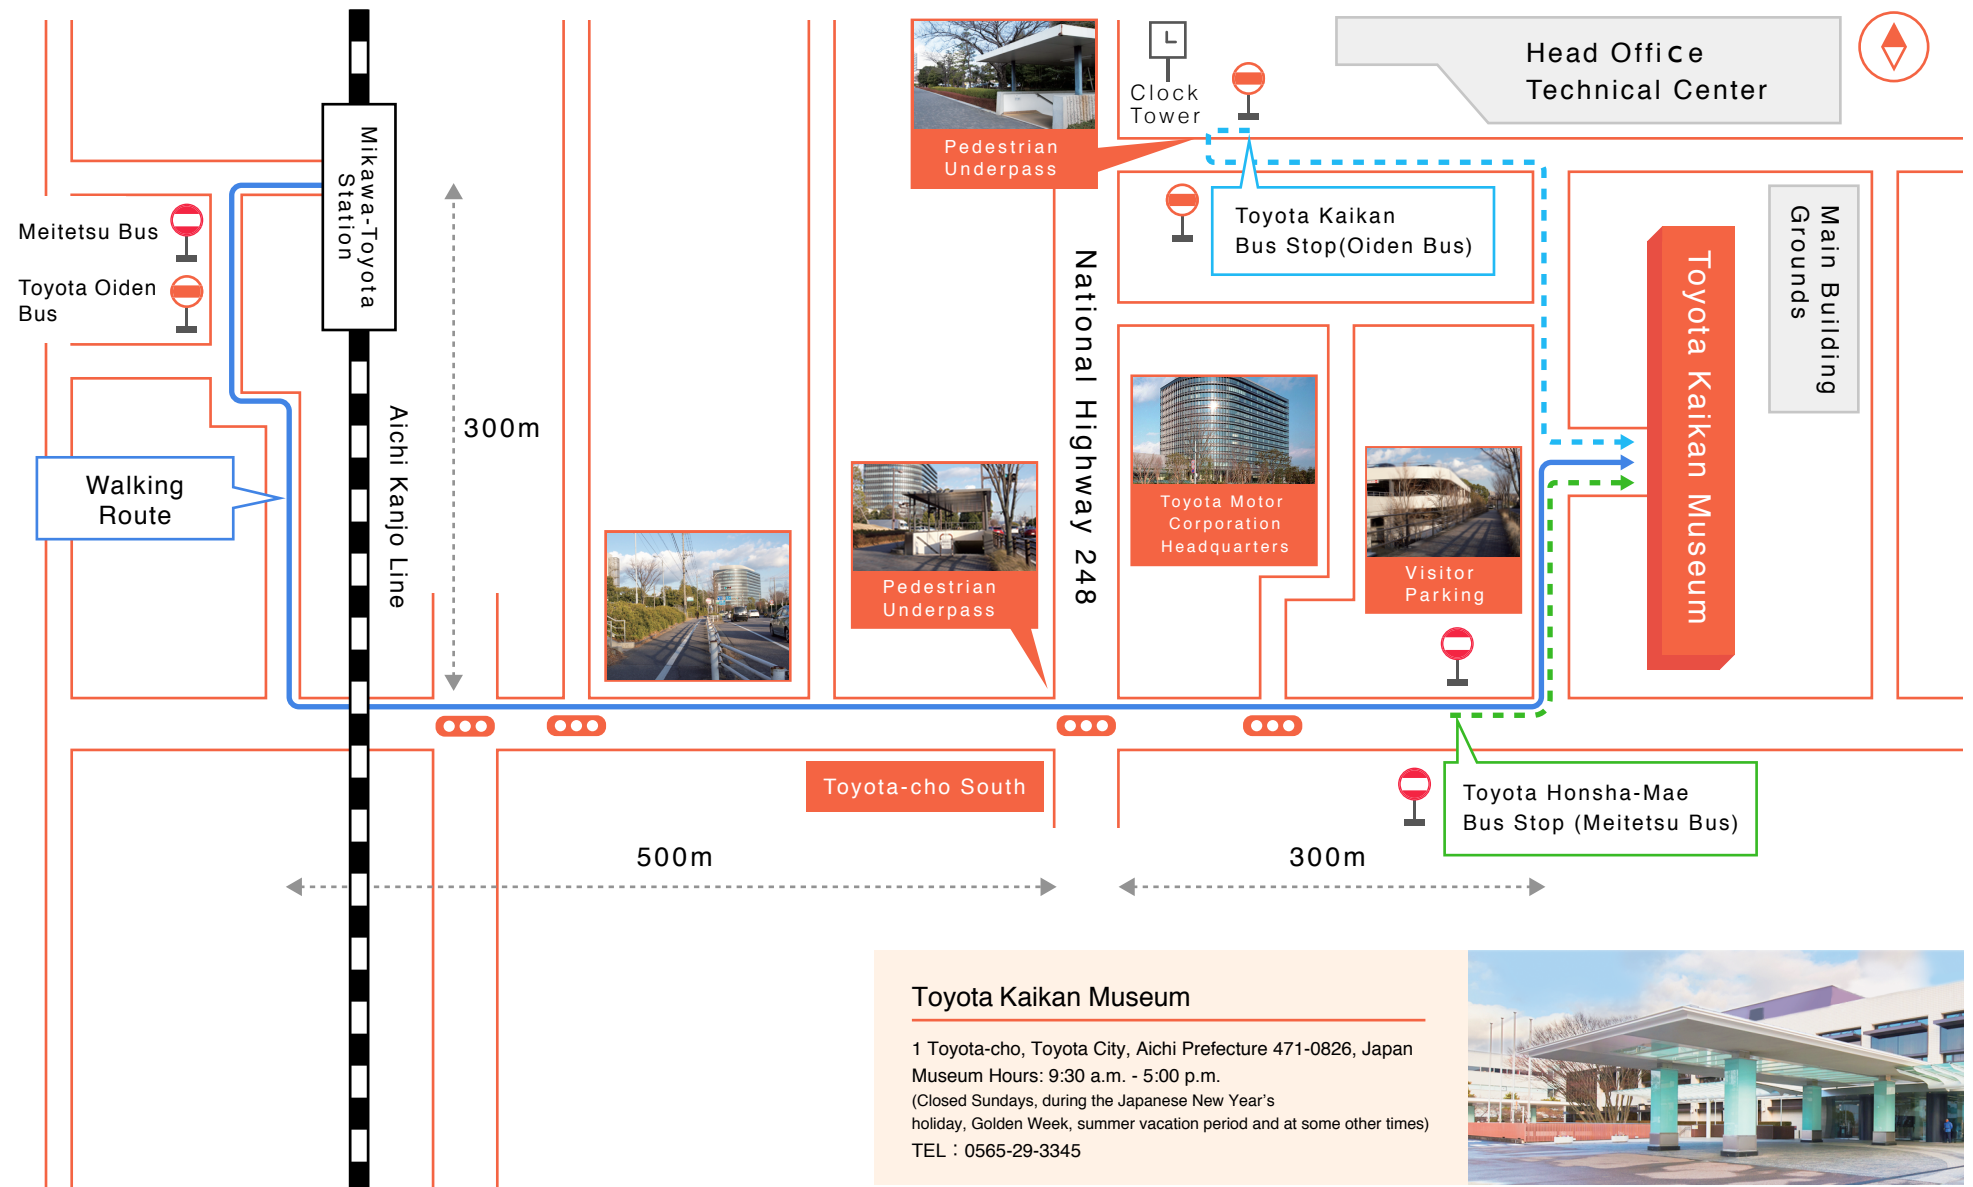 Head Office
Technical Center
Clock
Tower
Pedestrian
Underpass
Mikawa-Toyota
Station
Meitetsu Bus
Toyota Oiden
Bus
Toyota Kaikan
Bus Stop(Oiden Bus)
Main Building
Grounds
National Highway 248
Toyota Kaikan Museum
Aichi Kanjo Line
300m
Walking
Route
Toyota Motor
Corporation
Headquarters
Visitor
Parking
Pedestrian
Underpass
Toyota-cho South
Toyota Honsha-Mae
Bus Stop (Meitetsu Bus)
500m
300m
Toyota Kaikan Museum
1 Toyota-cho, Toyota City, Aichi Prefecture 471-0826, Japan
Museum Hours: 9:30 a.m. - 5:00 p.m.
(Closed Sundays, during the Japanese New Year's
holiday, Golden Week, summer vacation period and at some other times)
TEL：0565-29-3345